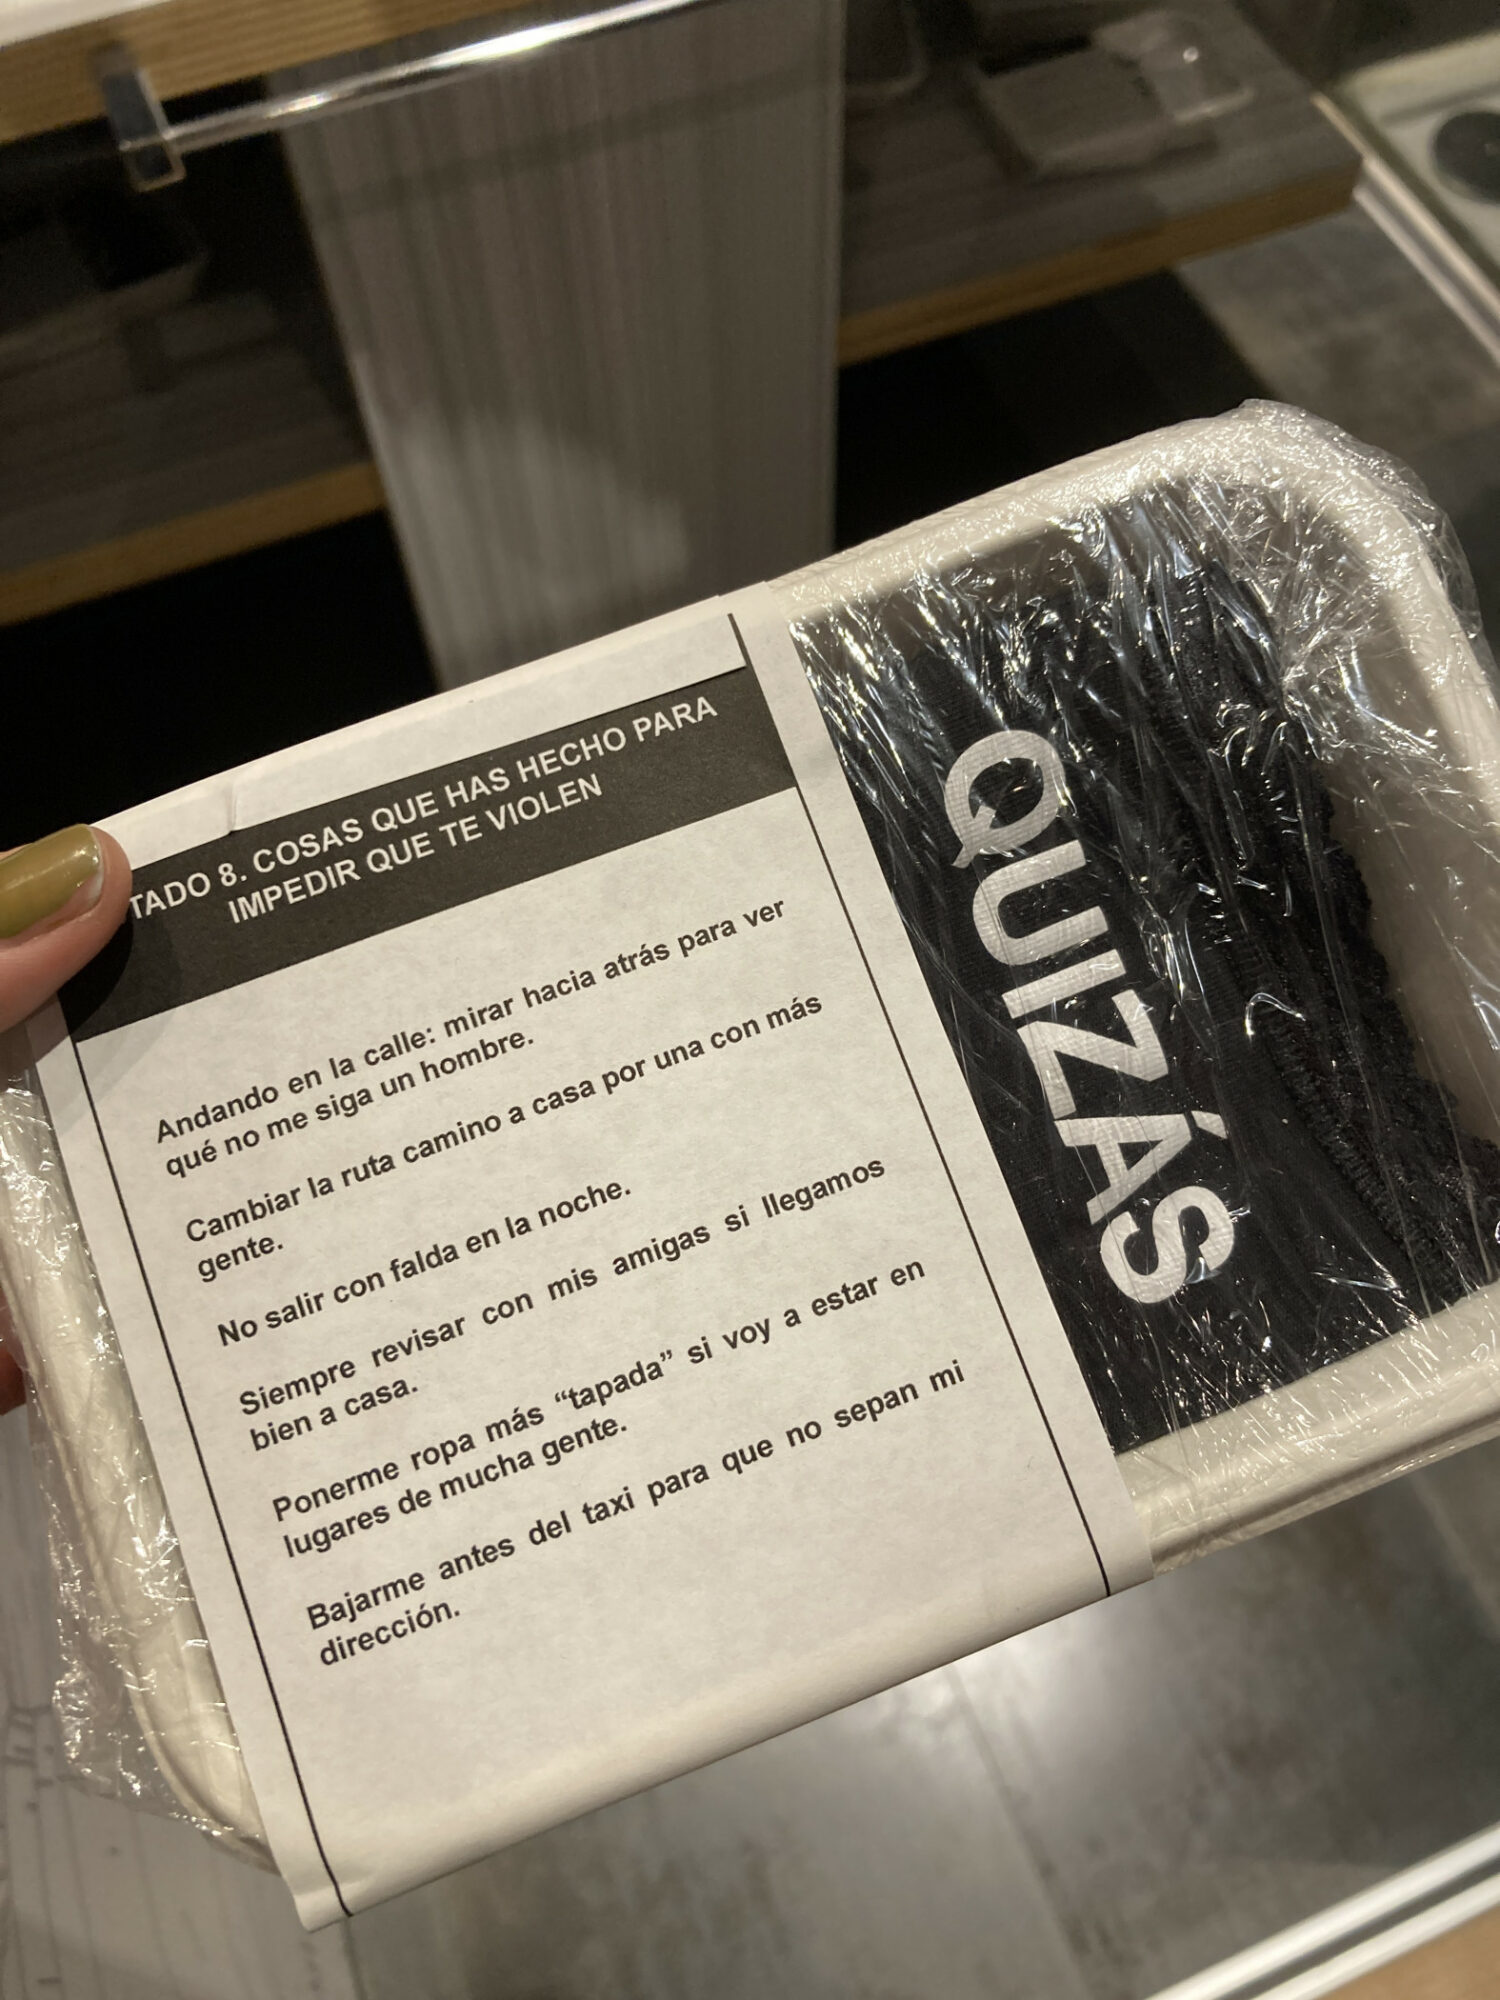 TADO 8. COSAS QUE HAS HECHO PARA
IMPEDIR QUE TE VIOLEN
Andando en la calle: mirar hacia atrás para ver
qué no me siga un hombre.
Cambiar la ruta camino a casa por una con más
gente.
No salir con falda en la noche.
Siempre revisar con mis amigas si llegamos
bien a casa.
Ponerme ropa más “tapada” si voy a estar en
lugares de mucha gente.
Bajarme antes del taxi para que no sepan mi
dirección.
QUIZÁS